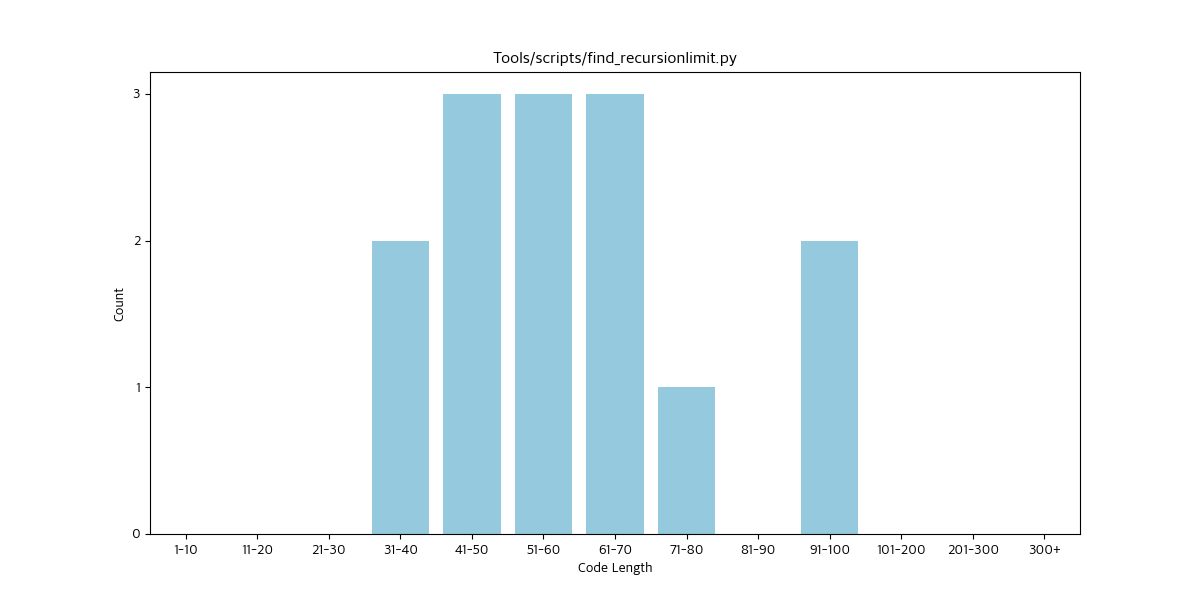 Tools/scripts/find_recursionlimit.py
3
2
1
0
Count
1-10 11-20 21-30 31-40 41-50 51-60 61-70 71-80 81-90 91-100 101-200 201-300 300+
Code Length